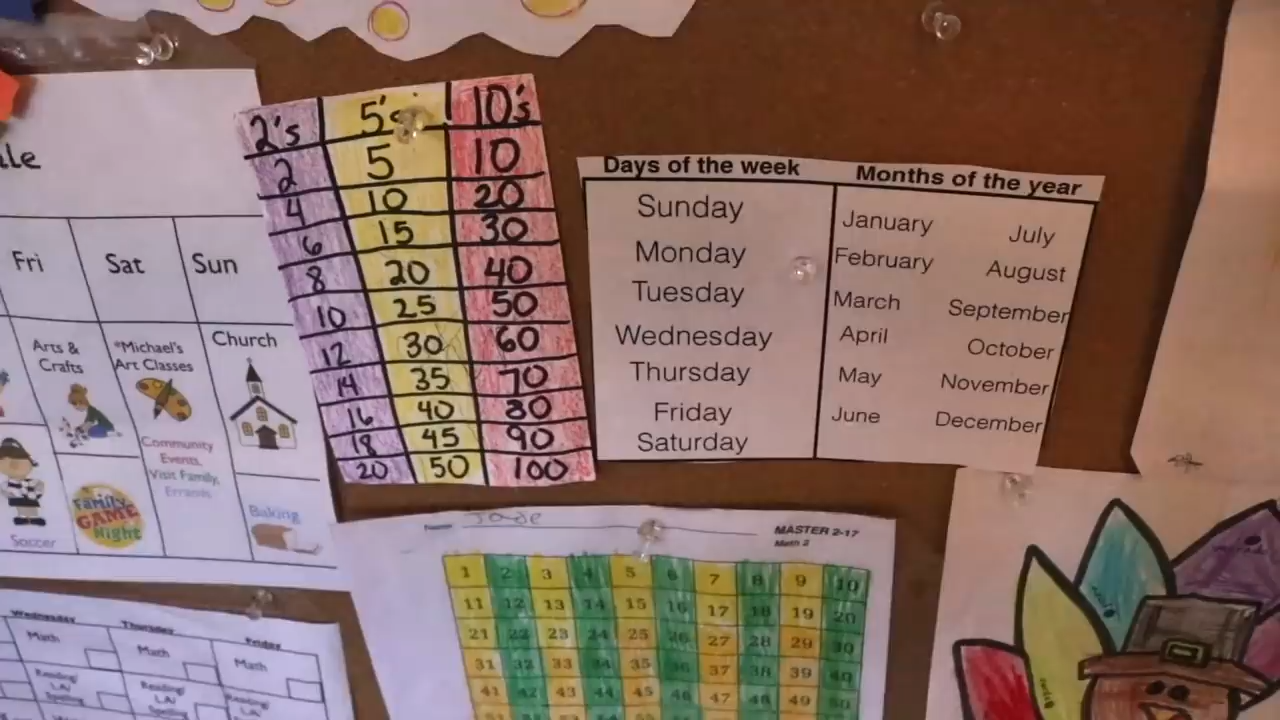 Fri Sat Sun
Arts &
Crafts
*Michael's
Art Classes
Church
Community
Events,
Visit Family,
Errands
Soccer
Family
GAME
Night
Baking
2's 5's 10's
2 5 10
4 10 20
6 15 30
8 20 40
10 25 50
12 30 60
14 35 70
16 40 80
18 45 90
20 50 100
Days of the week
Sunday
Monday
Tuesday
Wednesday
Thursday
Friday
Saturday
Months of the year
January July
February August
March September
April October
May November
June December
Name Jade
MASTER 2-17
Math 2
1 2 3 4 5 6 7 8 9 10
11 12 13 14 15 16 17 18 19 20
21 22 23 24 25 26 27 28 29 30
31 32 33 34 35 36 37 38 39 40
41 42 43 44 45 46 47 48 49 50
Wednesday Thursday Friday
Math Math Math
Reading/ Reading/ Reading/
L.A/ L.A/ L.A/
Spelling Spelling Spelling